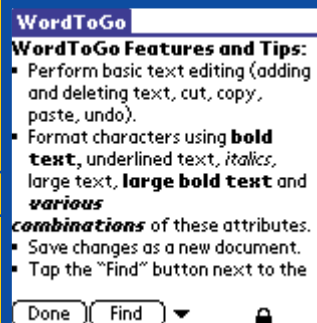 WordToGo
WordToGo Features and Tips:
▪ Perform basic text editing (adding
and deleting text, cut, copy,
paste, undo).
▪ Format characters using bold
text, underlined text, italics,
large text, large bold text and
various
combinations of these attributes.
▪ Save changes as a new document.
▪ Tap the "Find" button next to the
Done Find